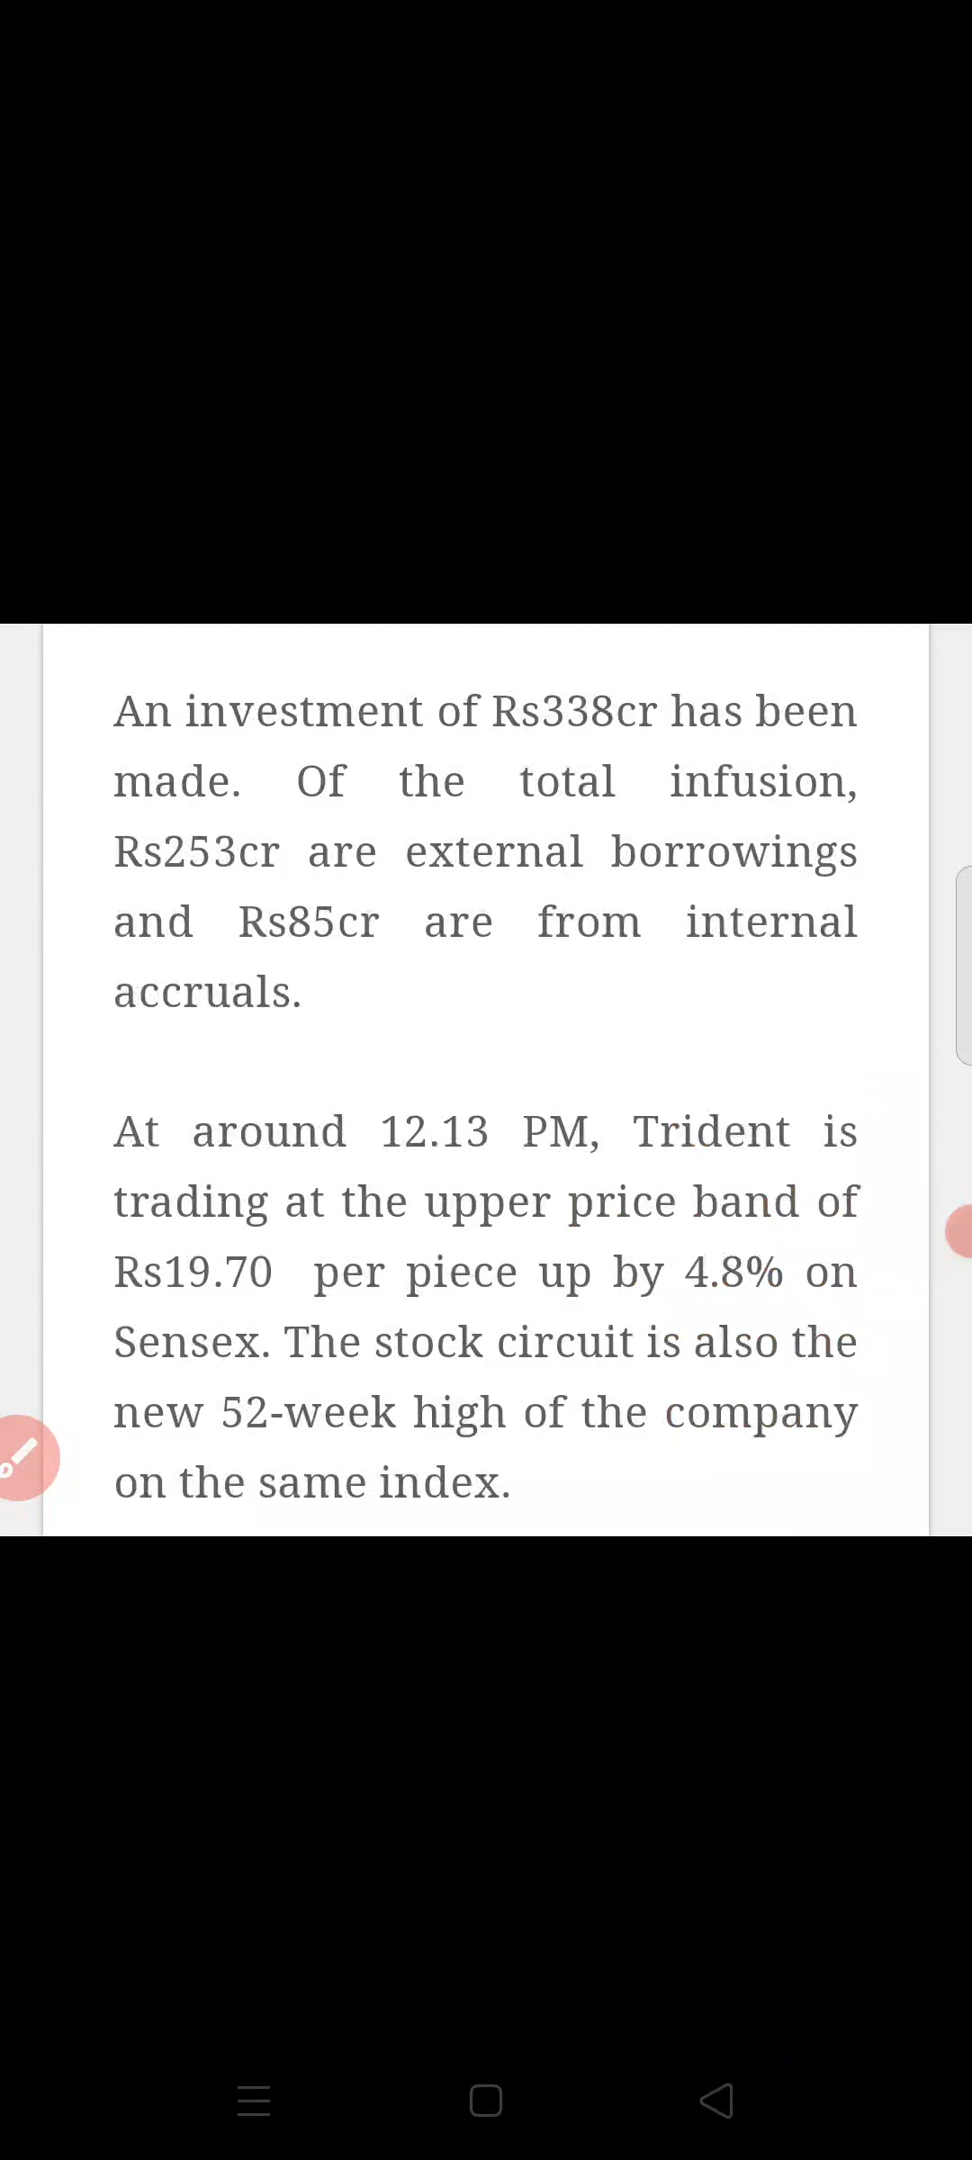 An investment of Rs338cr has been
made. Of the total infusion,
Rs253cr are external borrowings
and Rs85cr are from internal
accruals.
At around 12.13 PM, Trident is
trading at the upper price band of
Rs19.70 per piece up by 4.8% on
Sensex. The stock circuit is also the
new 52-week high of the company
on the same index.